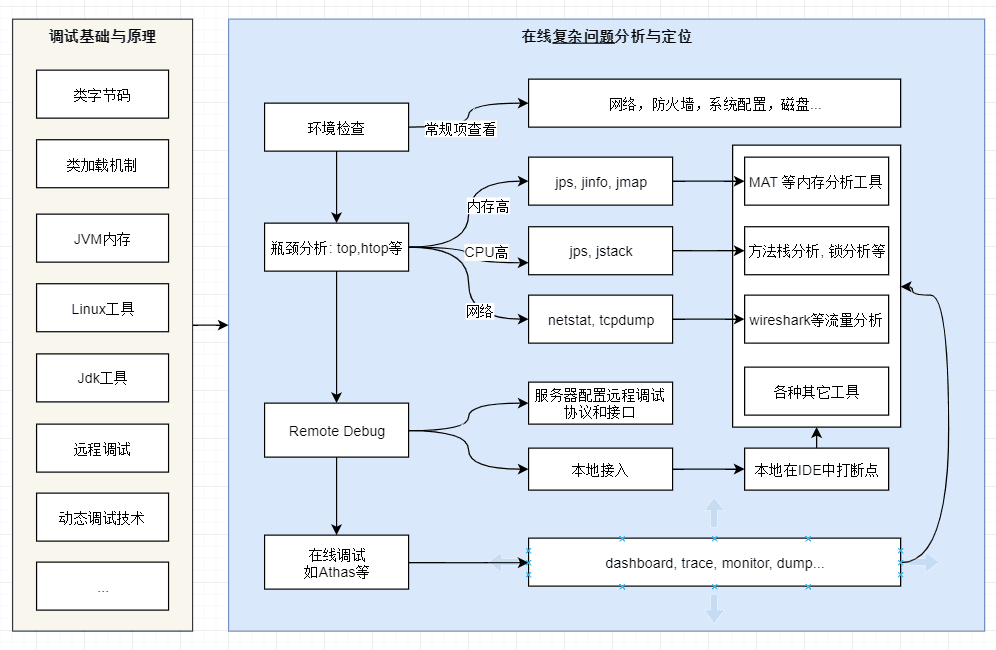 调试基础与原理
类字节码
类加载机制
JVM内存
Linux工具
Jdk工具
远程调试
动态调试技术
...
在线复杂问题分析与定位
环境检查
常规项查看
网络，防火墙，系统配置，磁盘...
瓶颈分析: top,htop等
内存高
jps, jinfo, jmap
MAT 等内存分析工具
CPU高
jps, jstack
方法栈分析, 锁分析等
网络
netstat, tcpdump
wireshark等流量分析
各种其它工具
Remote Debug
服务器配置远程调试
协议和接口
本地接入
本地在IDE中打断点
在线调试
如Athas等
dashboard, trace, monitor, dump...